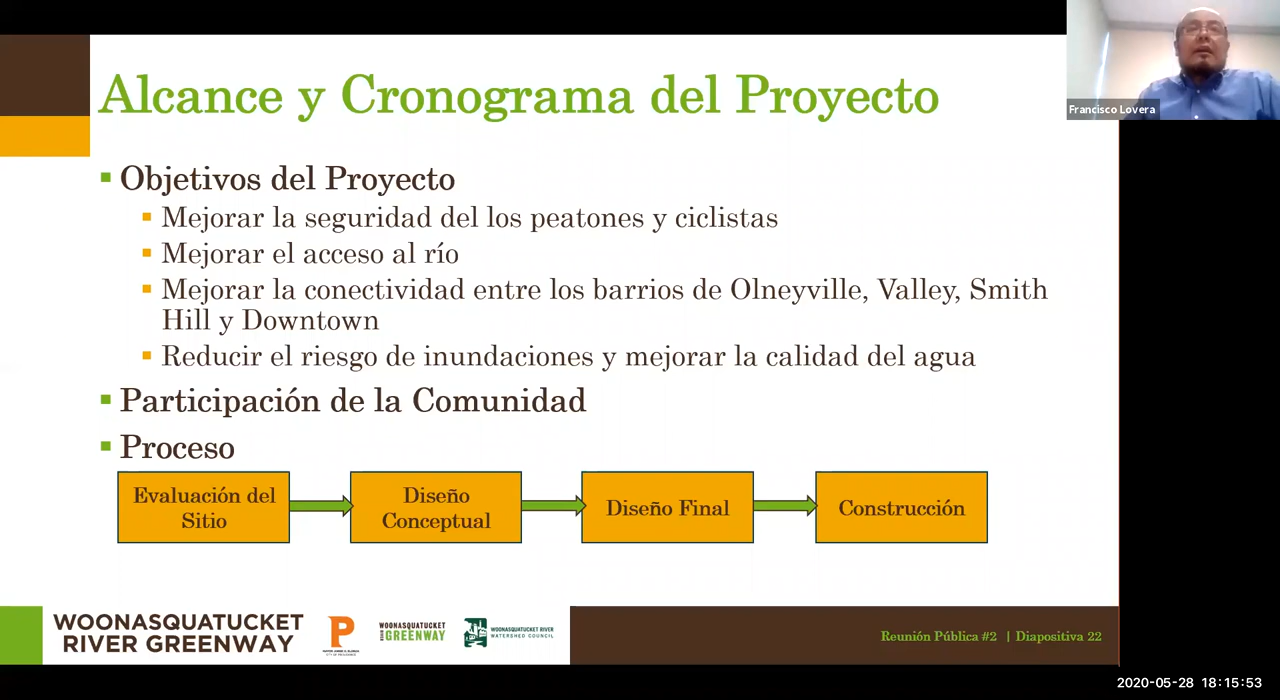 Alcance y Cronograma del Proyecto
Francisco Lovera
Objetivos del Proyecto
Mejorar la seguridad del los peatones y ciclistas
Mejorar el acceso al río
Mejorar la conectividad entre los barrios de Olneyville, Valley, Smith
Hill y Downtown
Reducir el riesgo de inundaciones y mejorar la calidad del agua
Participación de la Comunidad
Proceso
Evaluación del
Sitio
Diseño
Conceptual
Diseño Final
Construcción
WOONASQUATUCKET
RIVER GREENWAY
P
WOONASQUATUCKET
RIVER GREENWAY
WOONASQUATUCKET RIVER
WATERSHED COUNCIL
Reunión Pública #2 | Diapositiva 22
2020-05-28 18:15:53